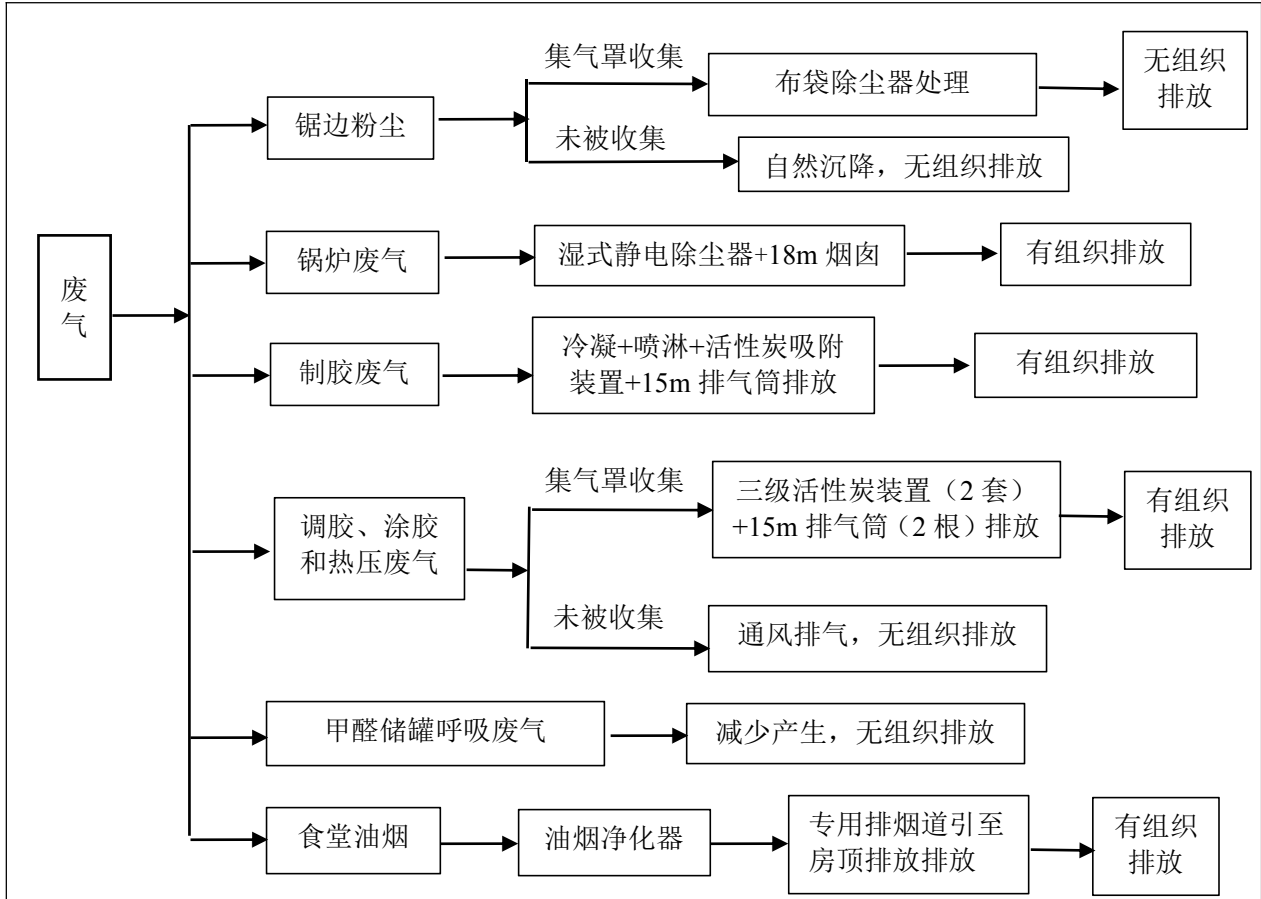 废
气
锯边粉尘
集气罩收集
布袋除尘器处理
无组织
排放
未被收集
自然沉降，无组织排放
锅炉废气
湿式静电除尘器+18m 烟囱
有组织排放
制胶废气
冷凝+喷淋+活性炭吸附
装置+15m 排气筒排放
有组织排放
调胶、涂胶
和热压废气
集气罩收集
三级活性炭装置（2 套）
+15m 排气筒（2 根）排放
有组织
排放
未被收集
通风排气，无组织排放
甲醛储罐呼吸废气
减少产生，无组织排放
食堂油烟
油烟净化器
专用排烟道引至
房顶排放排放
有组织
排放